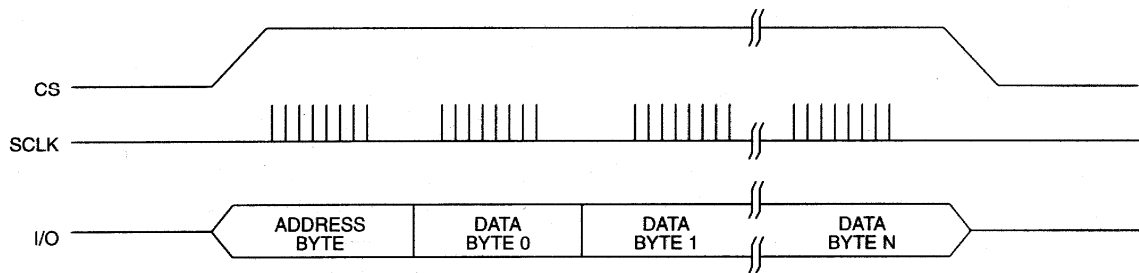 CS
SCLK
I/O
ADDRESS
BYTE
DATA
BYTE 0
DATA
BYTE 1
DATA
BYTE N